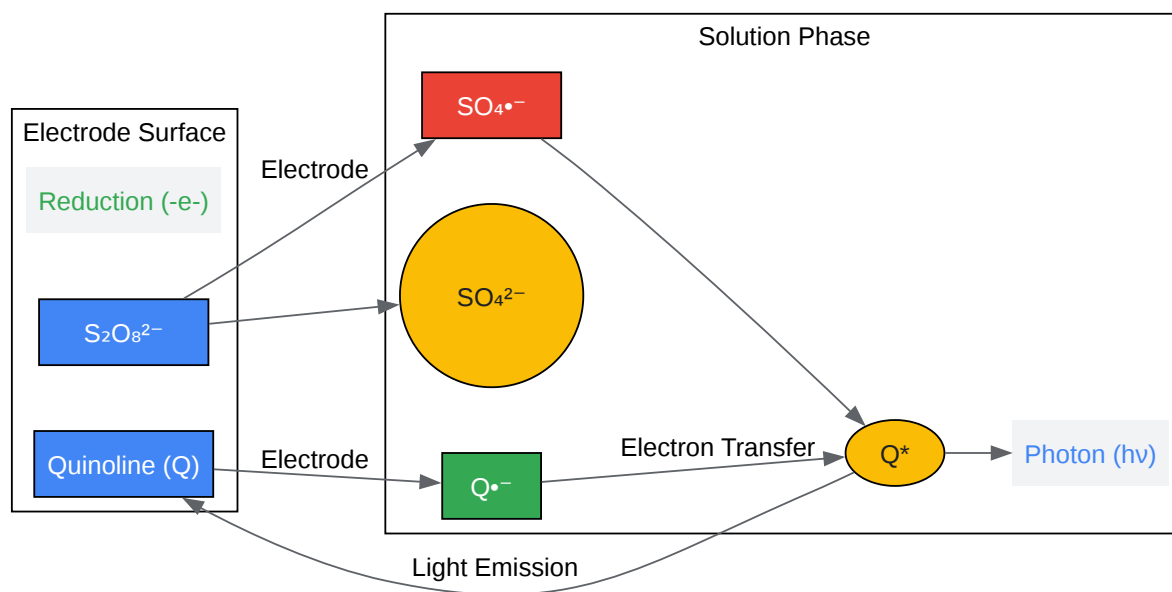 Solution Phase
SO₄•⁻
Electrode Surface
Electrode
Reduction (-e-)
SO₄²⁻
S₂O₈²⁻
Electron Transfer
Q*
Photon (hν)
Quinoline (Q)
Electrode
Q•⁻
Light Emission